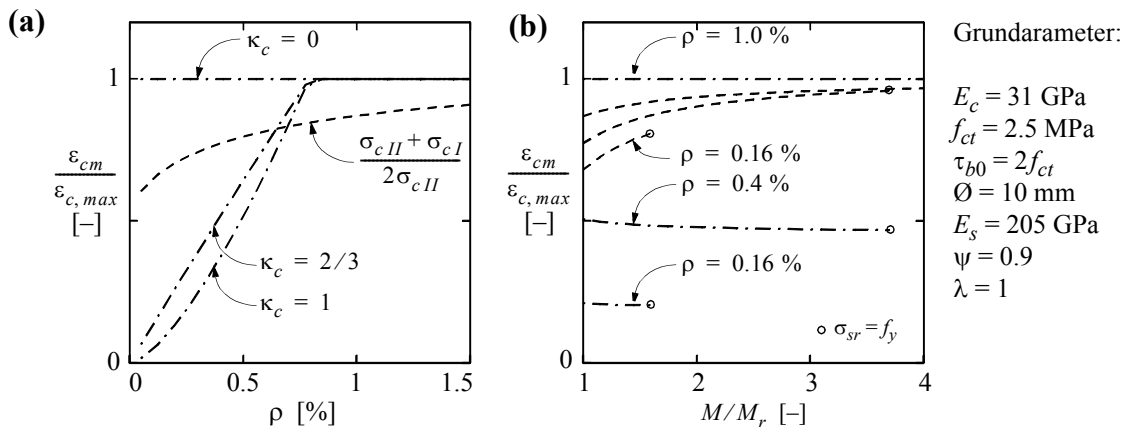 (a)
κc = 0
1
σc II + σc I
2σc II
εcm
εc, max
[–]
κc = 2/3
κc = 1
0
0 0.5 1 1.5
ρ [%]
(b)
ρ = 1.0 %
1
ρ = 0.16 %
ρ = 0.4 %
εcm
εc, max
[–]
ρ = 0.16 %
σsr = fy
0
1 2 3 4
M/Mr [–]
Grundarameter:
Ec = 31 GPa
fct = 2.5 MPa
τb0 = 2fct
Ø = 10 mm
Es = 205 GPa
ψ = 0.9
λ = 1